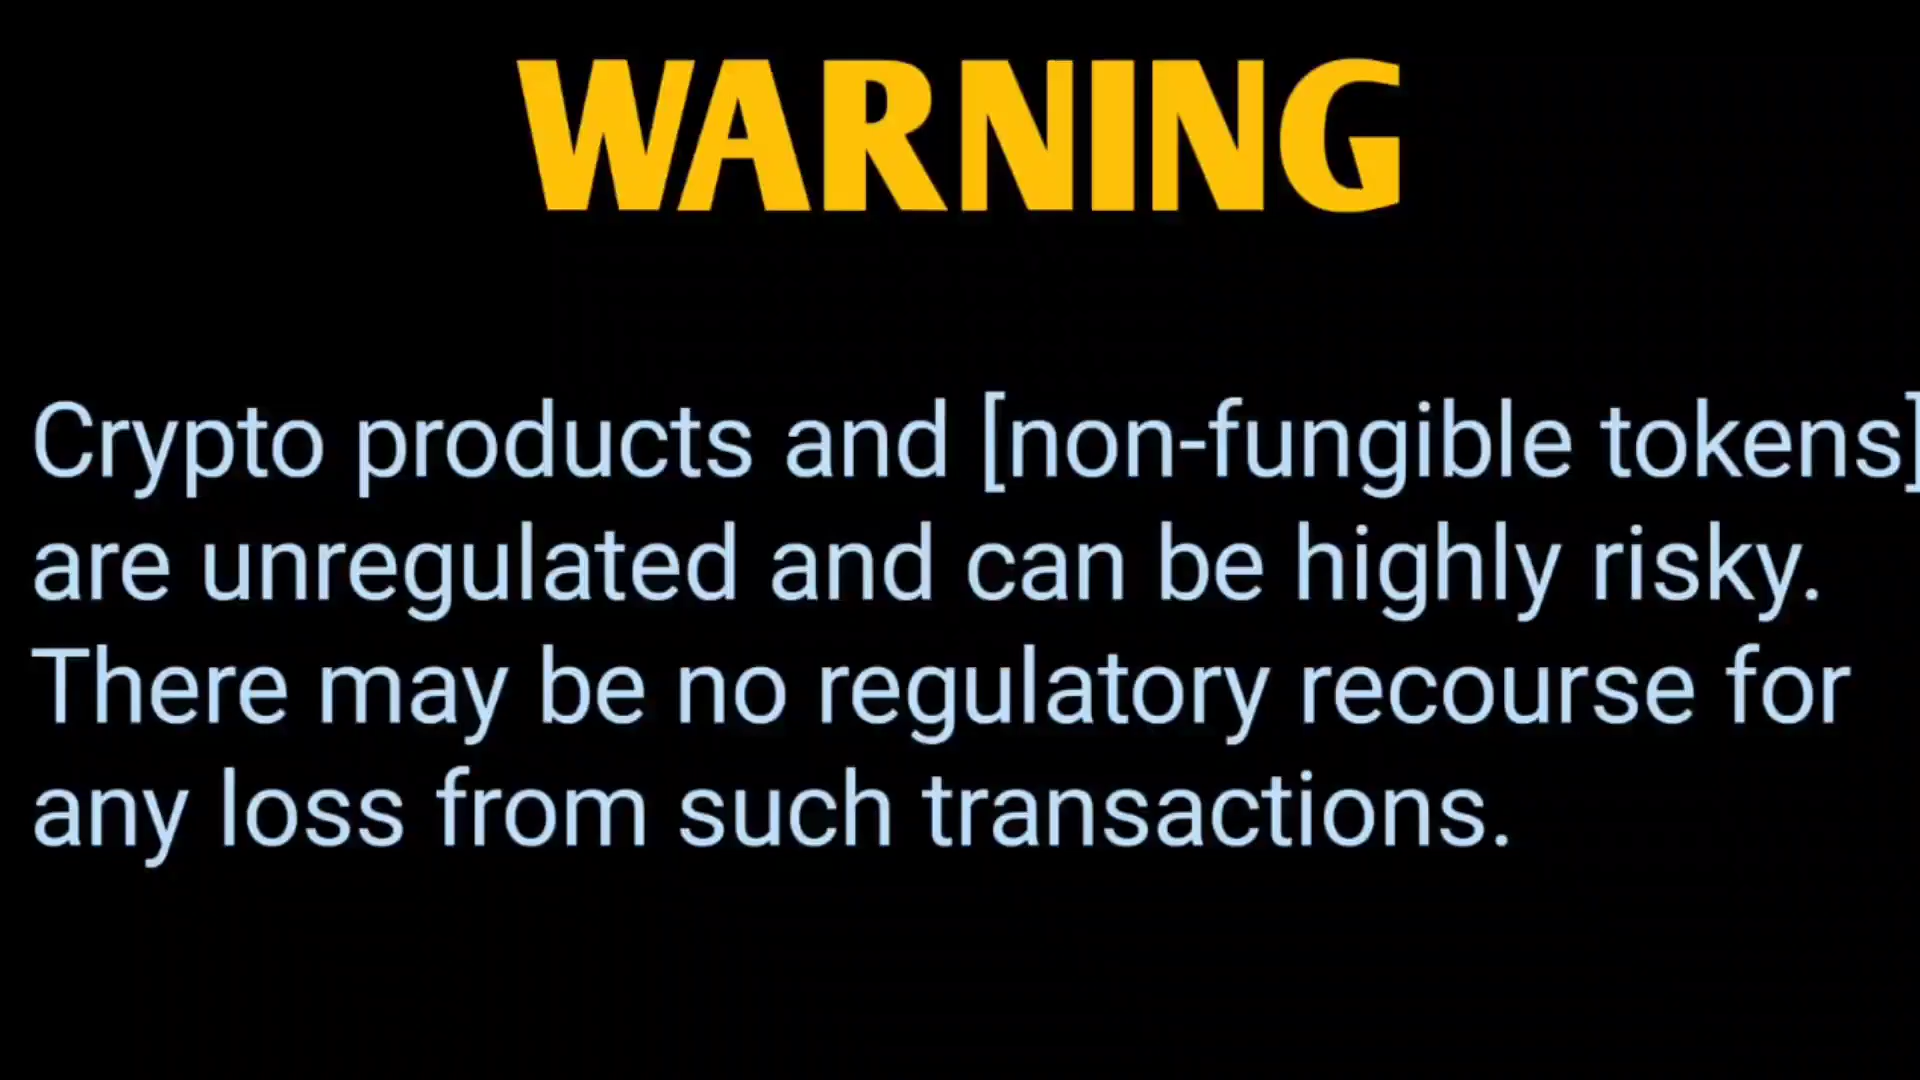 WARNING
Crypto products and [non-fungible tokens]
are unregulated and can be highly risky.
There may be no regulatory recourse for
any loss from such transactions.